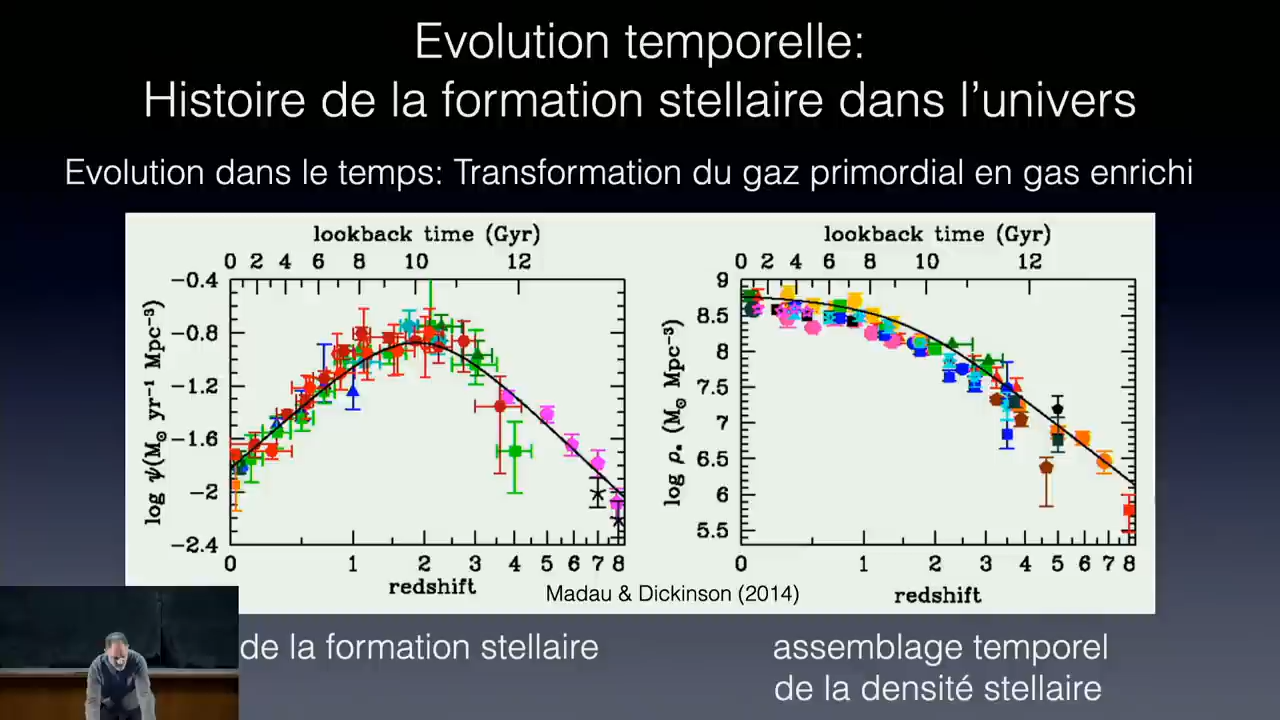 Evolution temporelle:
Histoire de la formation stellaire dans l'univers
Evolution dans le temps: Transformation du gaz primordial en gas enrichi
lookback time (Gyr)
0 2 4 6 8 10 12
-0.4
-0.8
-1.2
-1.6
-2
-2.4
log ψ(M⊙ yr⁻¹ Mpc⁻³)
0 1 2 3 4 5 6 7 8
redshift
lookback time (Gyr)
0 2 4 6 8 10 12
9
8.5
8
7.5
7
6.5
6
5.5
log ρ* (M⊙ Mpc⁻³)
0 1 2 3 4 5 6 7 8
redshift
Madau & Dickinson (2014)
de la formation stellaire
assemblage temporel
de la densité stellaire